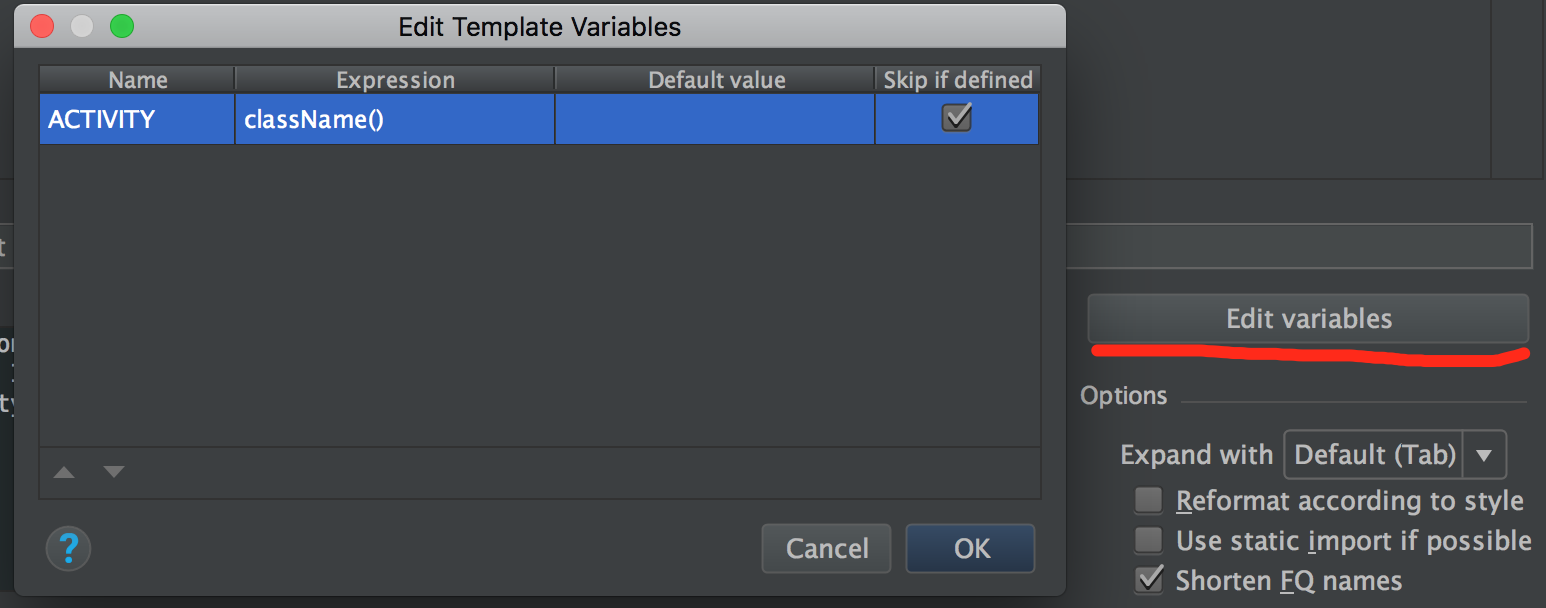 Edit Template Variables
Name Expression Default value Skip if defined
ACTIVITY className()
Edit variables
Options
Expand with Default (Tab)
Reformat according to style
Use static import if possible
Shorten FQ names
? Cancel OK